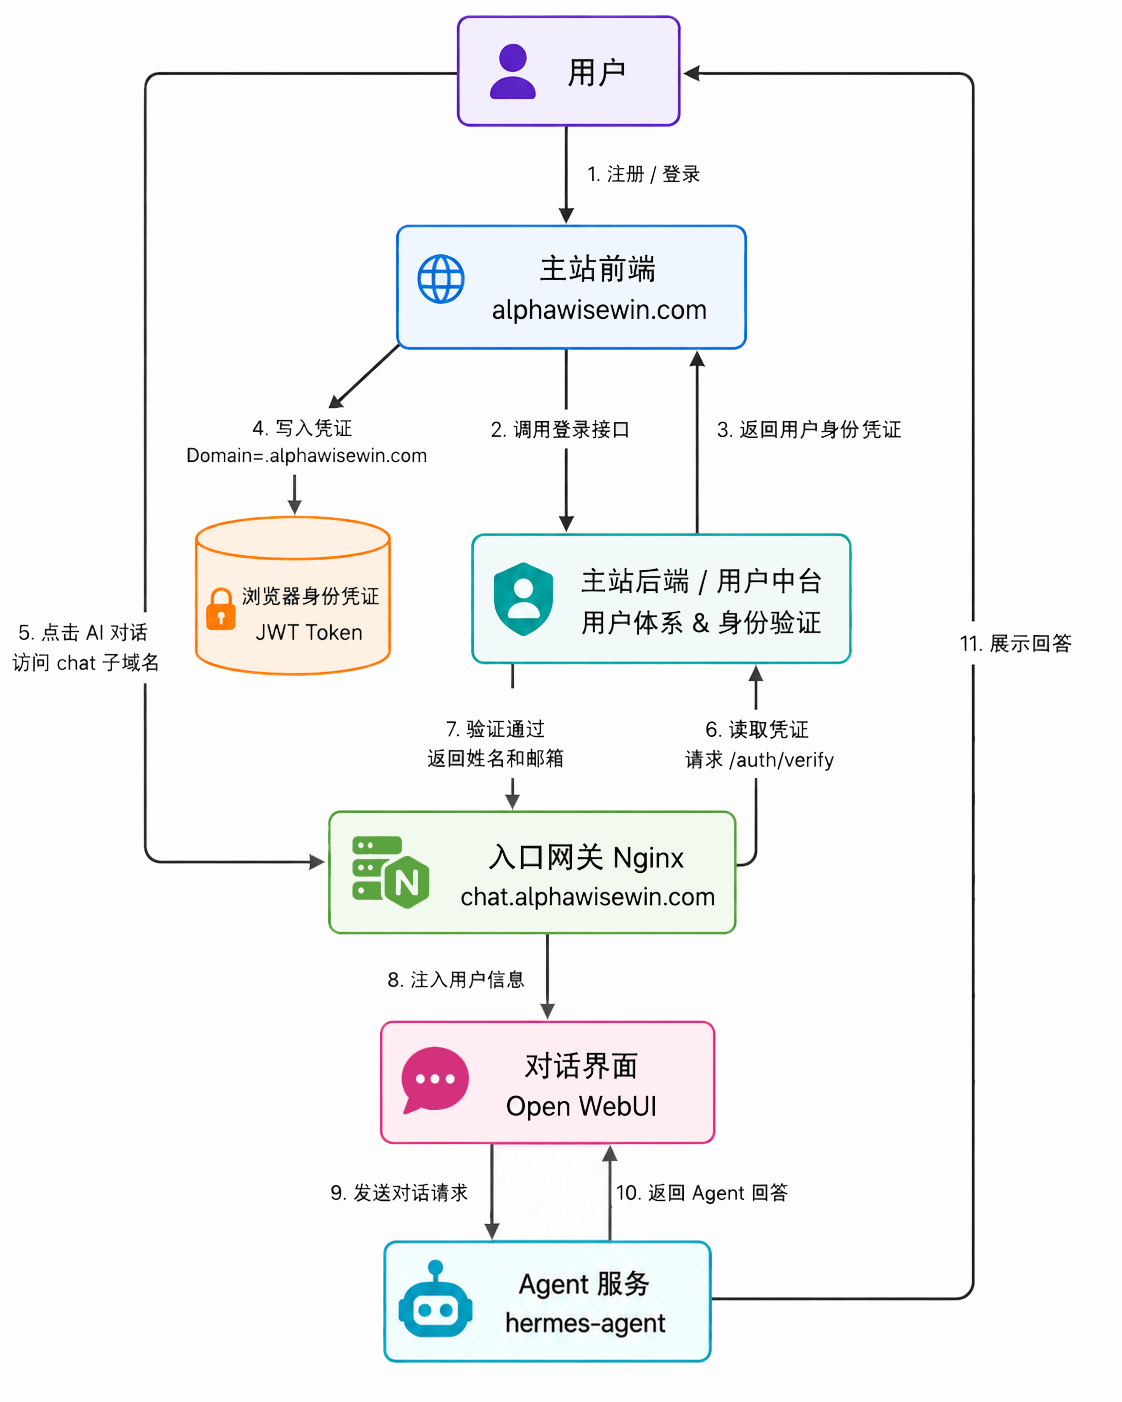 用户
1. 注册 / 登录
主站前端
alphawisewin.com
4. 写入凭证
Domain=.alphawisewin.com
2. 调用登录接口
3. 返回用户身份凭证
浏览器身份凭证
JWT Token
主站后端 / 用户中台
用户体系 & 身份验证
5. 点击 AI 对话
访问 chat 子域名
11. 展示回答
7. 验证通过
返回姓名和邮箱
6. 读取凭证
请求 /auth/verify
N
入口网关 Nginx
chat.alphawisewin.com
8. 注入用户信息
对话界面
Open WebUI
9. 发送对话请求
10. 返回 Agent 回答
Agent 服务
hermes-agent